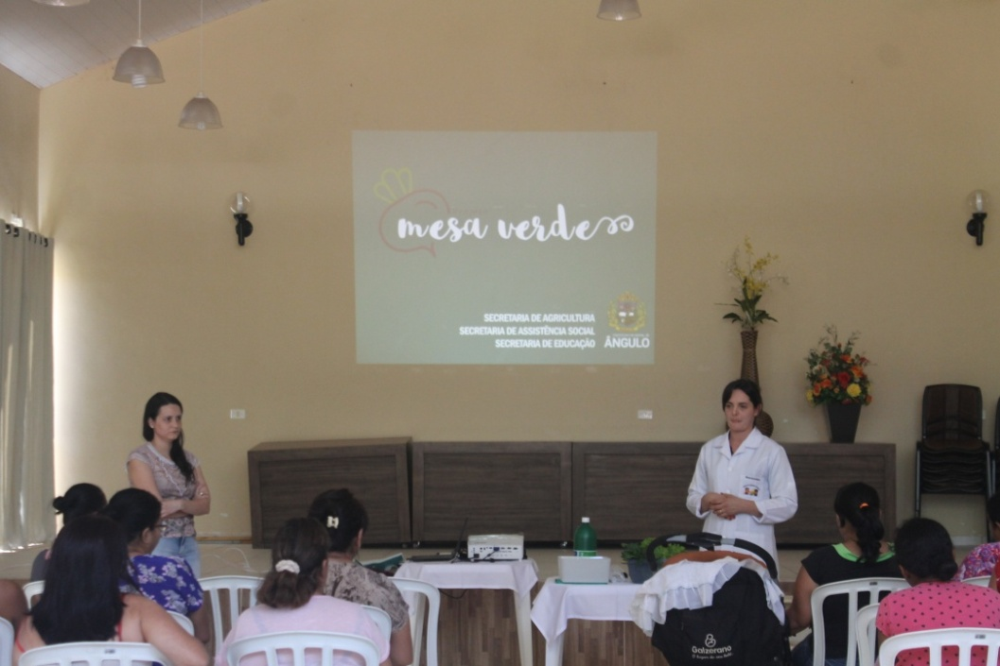 mesa verde
SECRETARIA DE AGRICULTURA
SECRETARIA DE ASSISTÊNCIA SOCIAL
SECRETARIA DE EDUCAÇÃO
ÂNGULO
Galzerano